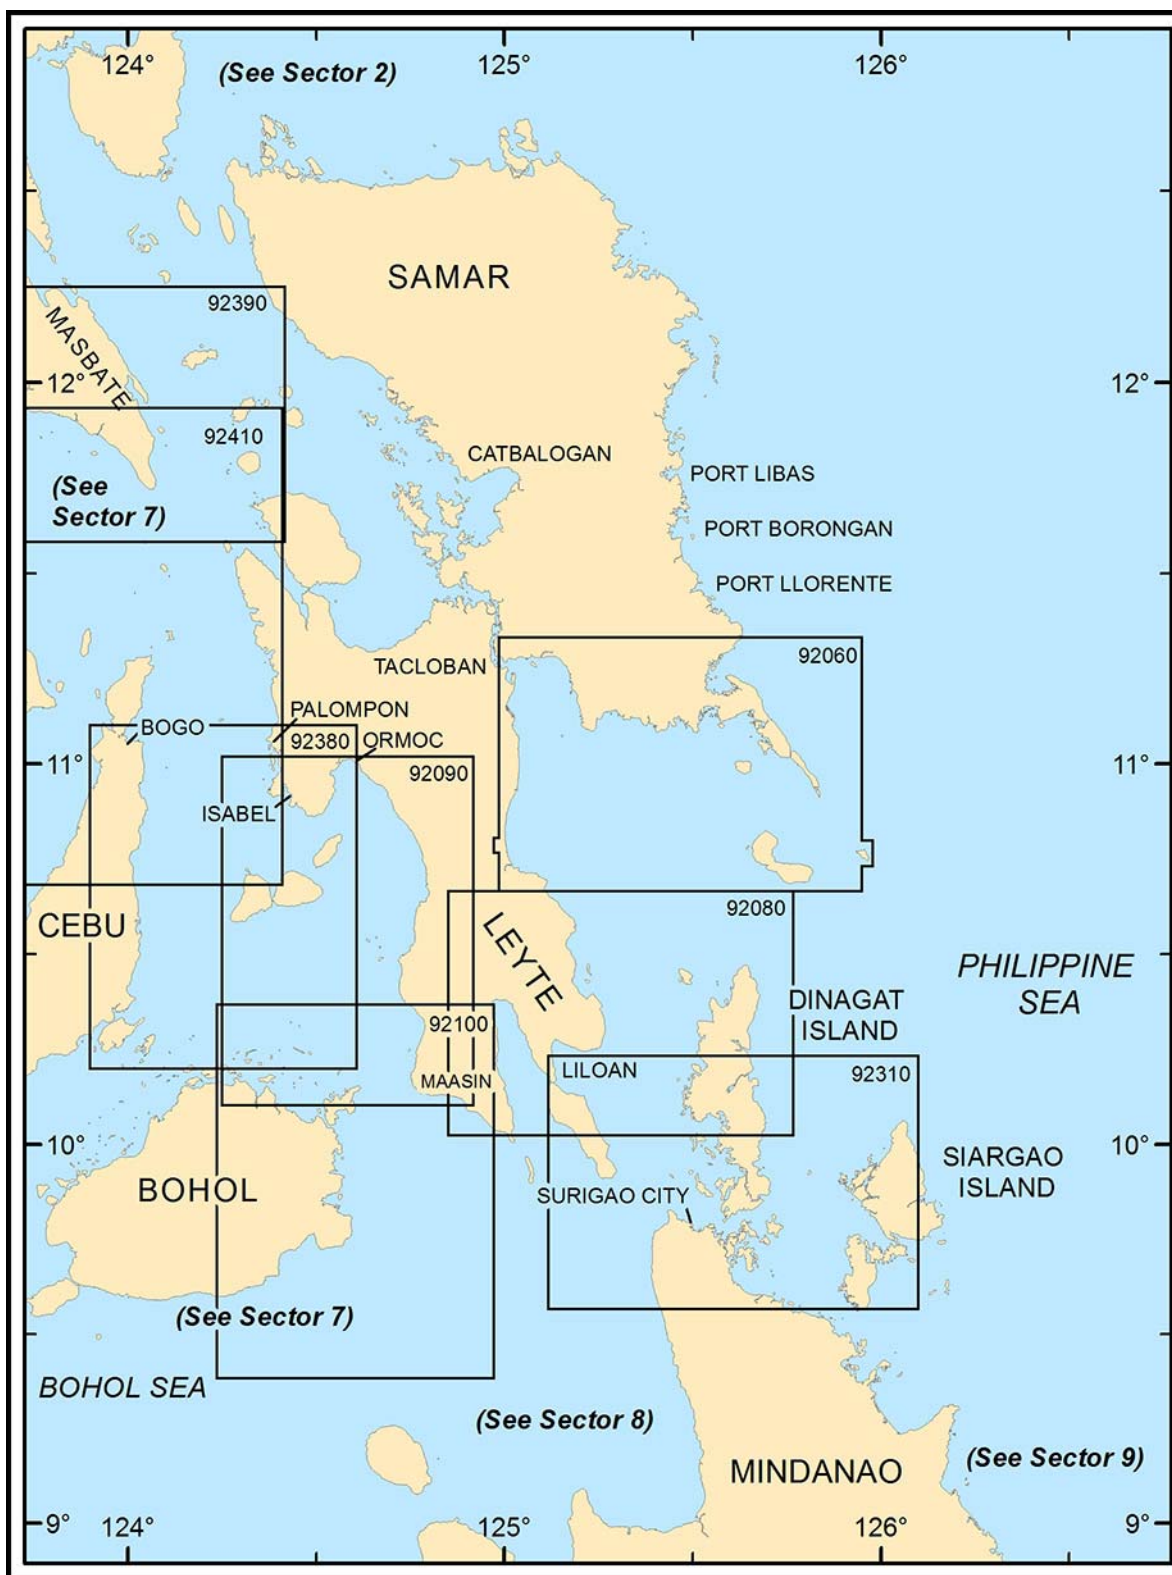 124°
125°
126°
(See Sector 2)
SAMAR
92390
MASBATE
12°
12°
92410
CATBALOGAN
PORT LIBAS
(See
Sector 7)
PORT BORONGAN
PORT LLORENTE
92060
TACLOBAN
PALOMPON
BOGO
92380
ORMOC
11°
92090
11°
ISABEL
92080
CEBU
LEYTE
PHILIPPINE
SEA
DINAGAT
ISLAND
92100
LILOAN
92310
MAASIN
10°
10°
SIARGAO
ISLAND
BOHOL
SURIGAO CITY
(See Sector 7)
BOHOL SEA
(See Sector 8)
(See Sector 9)
MINDANAO
9°
124°
125°
126°
9°